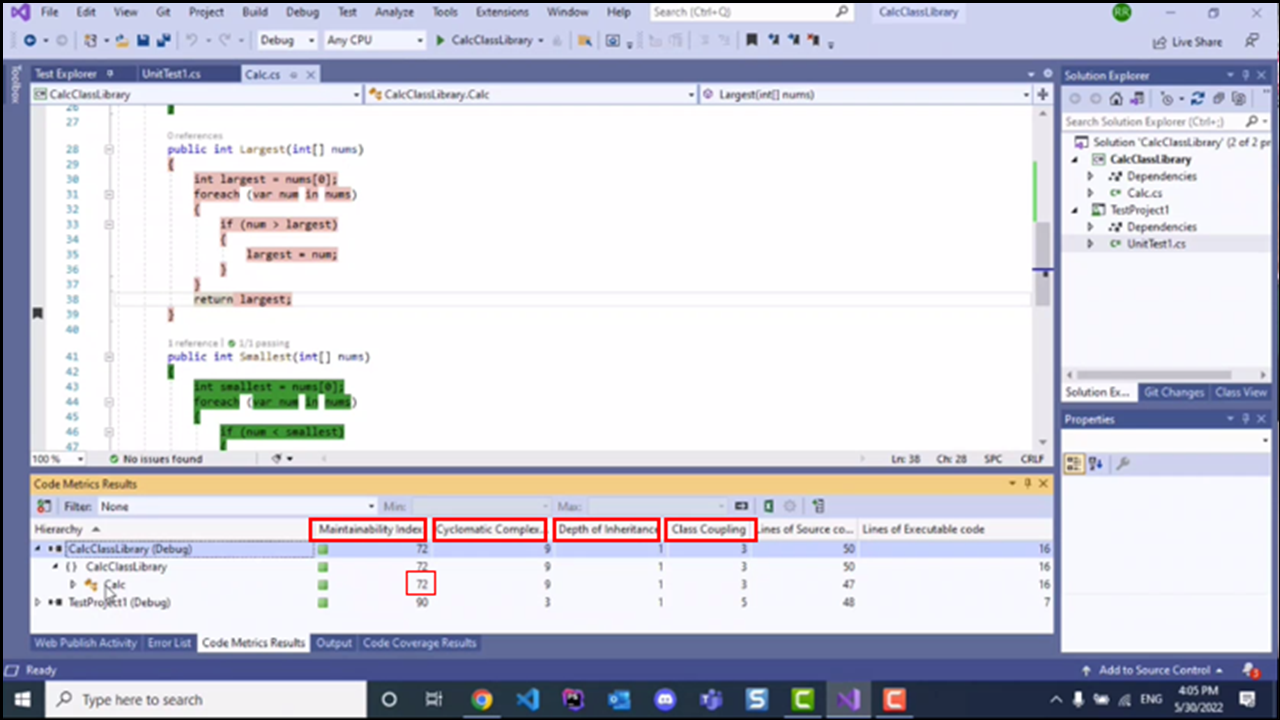 File Edit View Git Project Build Debug Test Analyze Tools Extensions Window Help Search (Ctrl+Q) CalcClassLibrary RR
Debug Any CPU CalcClassLibrary Live Share
Toolbox
Test Explorer UnitTest1.cs Calc.cs
CalcClassLibrary CalcClassLibrary.Calc Largest(int[] nums)
26
27
0 references
28 public int Largest(int[] nums)
29 {
30 int largest = nums[0];
31 foreach (var num in nums)
32 {
33 if (num > largest)
34 {
35 largest = num;
36 }
37 }
38 return largest;
39 }
40
1 reference | 1/1 passing
41 public int Smallest(int[] nums)
42 {
43 int smallest = nums[0];
44 foreach (var num in nums)
45 {
46 if (num < smallest)
47 {
100 % No issues found Ln: 38 Ch: 28 SPC CRLF
Solution Explorer
Search Solution Explorer (Ctrl+;)
Solution 'CalcClassLibrary' (2 of 2 pr
CalcClassLibrary
Dependencies
C# Calc.cs
TestProject1
Dependencies
C# UnitTest1.cs
Solution Ex... Git Changes Class View
Properties
Code Metrics Results
Filter: None Min: Max:
Hierarchy Maintainability Index Cyclomatic Complex... Depth of Inheritance Class Coupling Lines of Source co... Lines of Executable code
CalcClassLibrary (Debug) 72 9 1 3 50 16
{} CalcClassLibrary 72 9 1 3 50 16
Calc 72 9 1 3 47 16
TestProject1 (Debug) 90 3 1 5 48 7
Web Publish Activity Error List Code Metrics Results Output Code Coverage Results
Ready Add to Source Control 3
Type here to search ENG 4:05 PM
5/30/2022